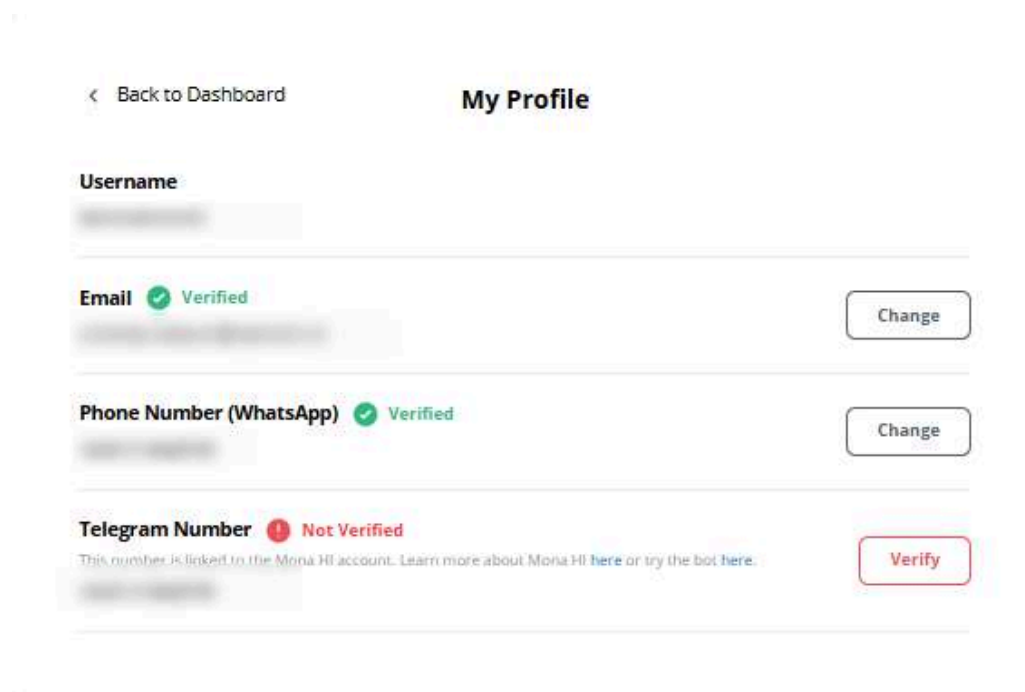 Back to Dashboard
My Profile
Username
Email Verified
Change
Phone Number (WhatsApp) Verified
Change
Telegram Number Not Verified
This number is linked to the Mona HI account. Learn more about Mona HI here or try the bot here.
Verify